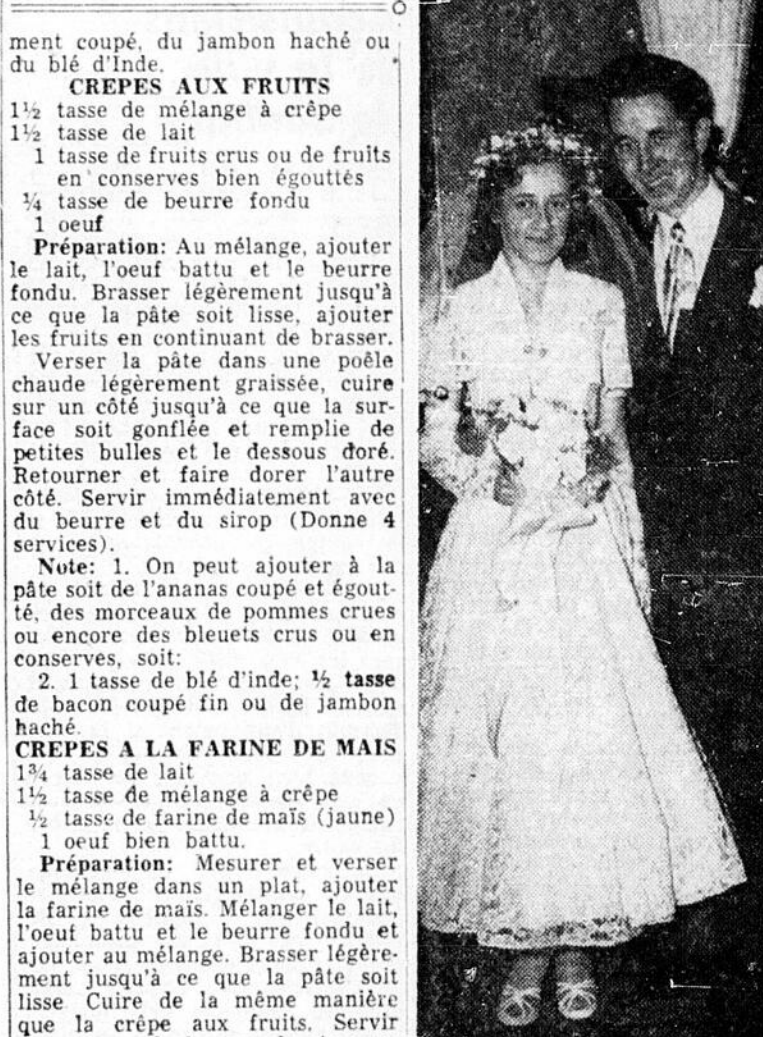 ment coupé, du jambon haché ou
du blé d'Inde.
CREPES AUX FRUITS
1½ tasse de mélange à crêpe
1½ tasse de lait
1 tasse de fruits crus ou de fruits
en conserves bien égouttés
¼ tasse de beurre fondu
1 oeuf
Préparation: Au mélange, ajouter
le lait, l'oeuf battu et le beurre
fondu. Brasser légèrement jusqu'à
ce que la pâte soit lisse, ajouter
les fruits en continuant de brasser.
Verser la pâte dans une poêle
chaude légèrement graissée, cuire
sur un côté jusqu'à ce que la sur-
face soit gonflée et remplie de
petites bulles et le dessous doré.
Retourner et faire dorer l'autre
côté. Servir immédiatement avec
du beurre et du sirop (Donne 4
services).
Note: 1. On peut ajouter à la
pâte soit de l'ananas coupé et égout-
té, des morceaux de pommes crues
ou encore des bleuets crus ou en
conserves, soit:
2. 1 tasse de blé d'inde; ½ tasse
de bacon coupé fin ou de jambon
haché.
CREPES A LA FARINE DE MAIS
1¾ tasse de lait
1½ tasse de mélange à crêpe
½ tasse de farine de maïs (jaune)
1 oeuf bien battu.
Préparation: Mesurer et verser
le mélange dans un plat, ajouter
la farine de maïs. Mélanger le lait,
l'oeuf battu et le beurre fondu et
ajouter au mélange. Brasser légère-
ment jusqu'à ce que la pâte soit
lisse Cuire de la même manière
que la crêpe aux fruits. Servir